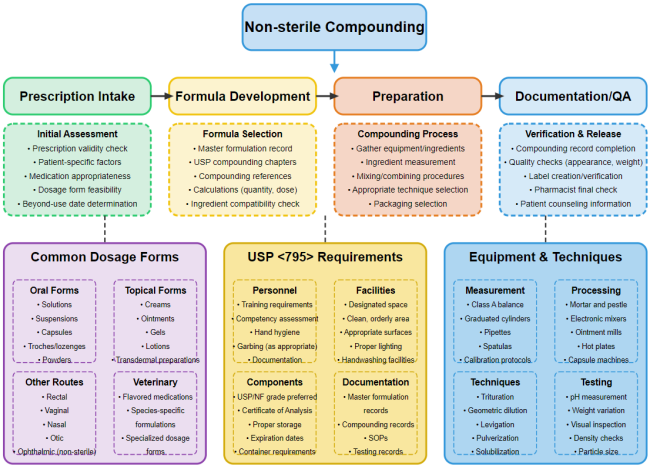 Non-sterile Compounding
Prescription Intake
Formula Development
Preparation
Documentation/QA
Initial Assessment
• Prescription validity check
• Patient-specific factors
• Medication appropriateness
• Dosage form feasibility
• Beyond-use date determination
Formula Selection
• Master formulation record
• USP compounding chapters
• Compounding references
• Calculations (quantity, dose)
• Ingredient compatibility check
Compounding Process
• Gather equipment/ingredients
• Ingredient measurement
• Mixing/combining procedures
• Appropriate technique selection
• Packaging selection
Verification & Release
• Compounding record completion
• Quality checks (appearance, weight)
• Label creation/verification
• Pharmacist final check
• Patient counseling information
Common Dosage Forms
Oral Forms
• Solutions
• Suspensions
• Capsules
• Troches/lozenges
• Powders
Topical Forms
• Creams
• Ointments
• Gels
• Lotions
• Transdermal preparations
Other Routes
• Rectal
• Vaginal
• Nasal
• Otic
• Ophthalmic (non-sterile)
Veterinary
• Flavored medications
• Species-specific
formulations
• Specialized dosage
forms
USP <795> Requirements
Personnel
• Training requirements
• Competency assessment
• Hand hygiene
• Garbing (as appropriate)
• Documentation
Facilities
• Designated space
• Clean, orderly area
• Appropriate surfaces
• Proper lighting
• Handwashing facilities
Components
• USP/NF grade preferred
• Certificate of Analysis
• Proper storage
• Expiration dates
• Container requirements
Documentation
• Master formulation
records
• Compounding records
• SOPs
• Testing records
Equipment & Techniques
Measurement
• Class A balance
• Graduated cylinders
• Pipettes
• Spatulas
• Calibration protocols
Processing
• Mortar and pestle
• Electronic mixers
• Ointment mills
• Hot plates
• Capsule machines
Techniques
• Trituration
• Geometric dilution
• Levigation
• Pulverization
• Solubilization
Testing
• pH measurement
• Weight variation
• Visual inspection
• Density checks
• Particle size